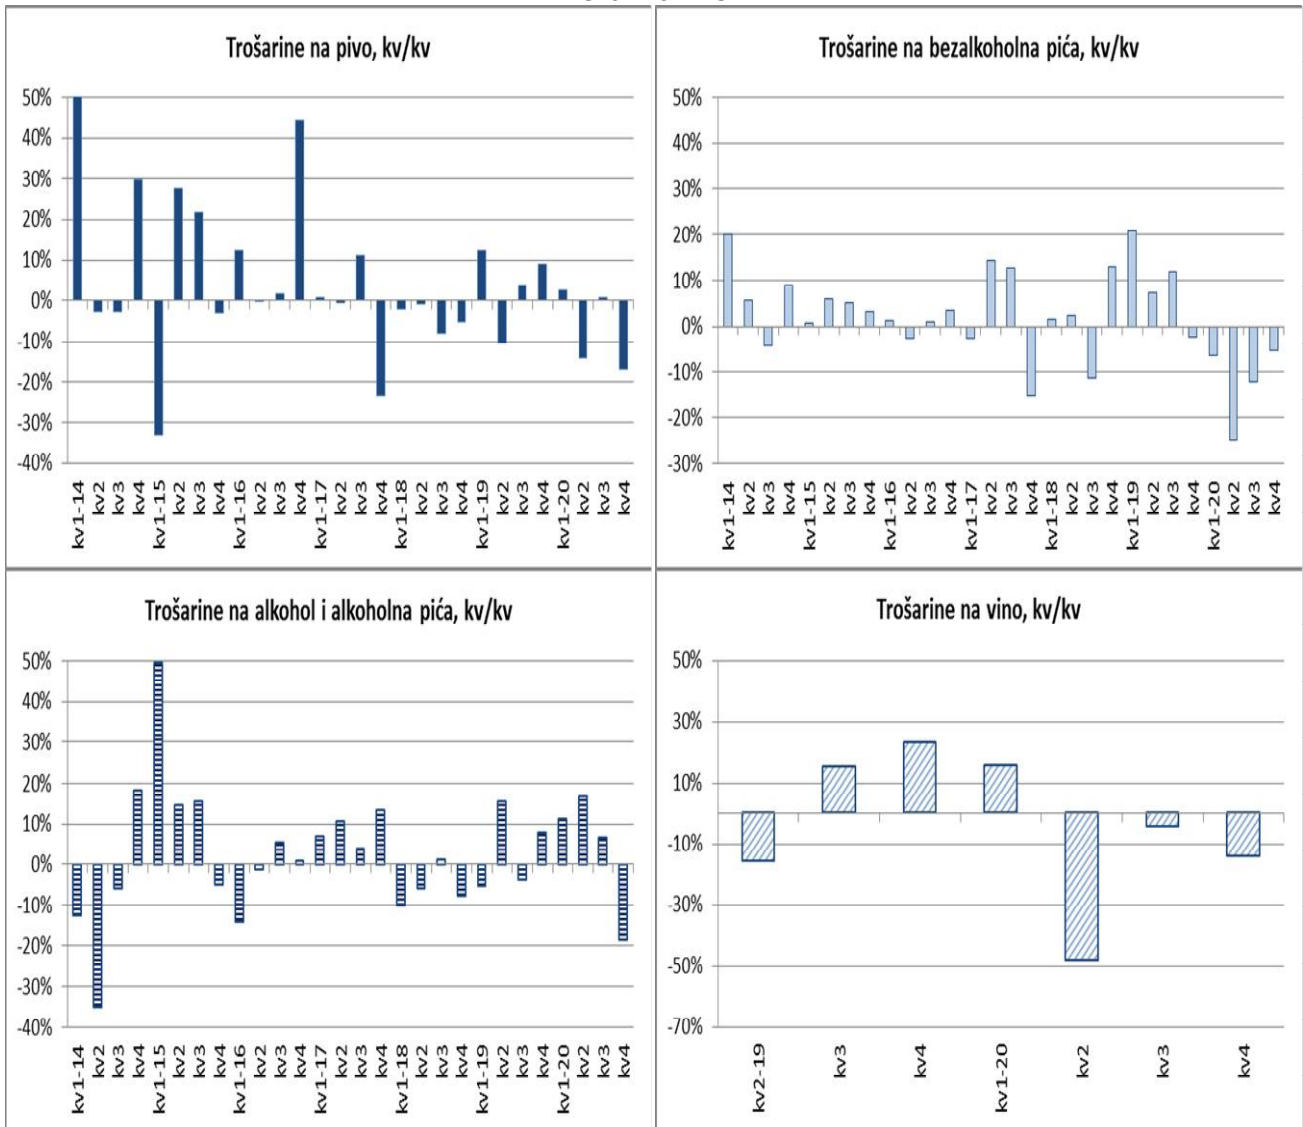 Trošarine na pivo, kv/kv
50%
40%
30%
20%
10%
0%
-10%
-20%
-30%
-40%
kv1-14
kv2
kv3
kv4
kv1-15
kv2
kv3
kv4
kv1-16
kv2
kv3
kv4
kv1-17
kv2
kv3
kv4
kv1-18
kv2
kv3
kv4
kv1-19
kv2
kv3
kv4
kv1-20
kv2
kv3
kv4
Trošarine na bezalkoholna pića, kv/kv
50%
40%
30%
20%
10%
0%
-10%
-20%
-30%
kv1-14
kv2
kv3
kv4
kv1-15
kv2
kv3
kv4
kv1-16
kv2
kv3
kv4
kv1-17
kv2
kv3
kv4
kv1-18
kv2
kv3
kv4
kv1-19
kv2
kv3
kv4
kv1-20
kv2
kv3
kv4
Trošarine na alkohol i alkoholna pića, kv/kv
50%
40%
30%
20%
10%
0%
-10%
-20%
-30%
-40%
kv1-14
kv2
kv3
kv4
kv1-15
kv2
kv3
kv4
kv1-16
kv2
kv3
kv4
kv1-17
kv2
kv3
kv4
kv1-18
kv2
kv3
kv4
kv1-19
kv2
kv3
kv4
kv1-20
kv2
kv3
kv4
Trošarine na vino, kv/kv
50%
30%
10%
-10%
-30%
-50%
-70%
kv2-19
kv3
kv4
kv1-20
kv2
kv3
kv4